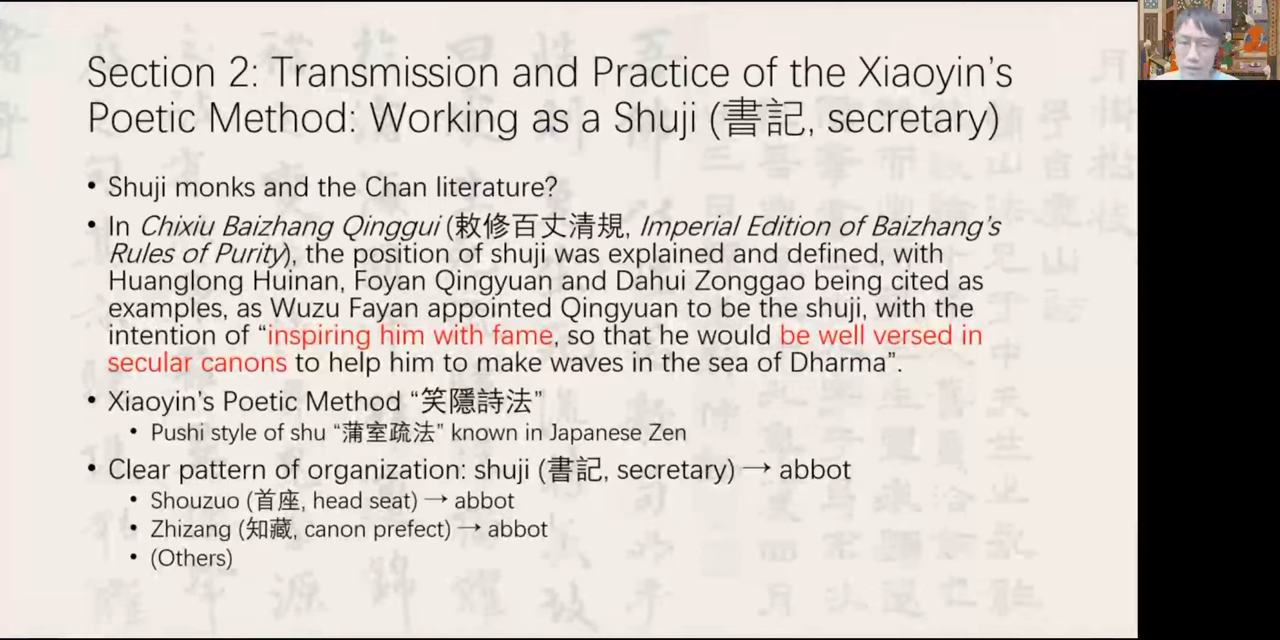 Section 2: Transmission and Practice of the Xiaoyin's
Poetic Method: Working as a Shuji (書記, secretary)
• Shuji monks and the Chan literature?
• In Chixiu Baizhang Qinggui (敕修百丈清規, Imperial Edition of Baizhang's
Rules of Purity), the position of shuji was explained and defined, with
Huanglong Huinan, Foyan Qingyuan and Dahui Zonggao being cited as
examples, as Wuzu Fayan appointed Qingyuan to be the shuji, with the
intention of “inspiring him with fame, so that he would be well versed in
secular canons to help him to make waves in the sea of Dharma”.
• Xiaoyin's Poetic Method “笑隱詩法”
• Pushi style of shu “蒲室疏法” known in Japanese Zen
• Clear pattern of organization: shuji (書記, secretary) → abbot
• Shouzuo (首座, head seat) → abbot
• Zhizang (知藏, canon prefect) → abbot
• (Others)